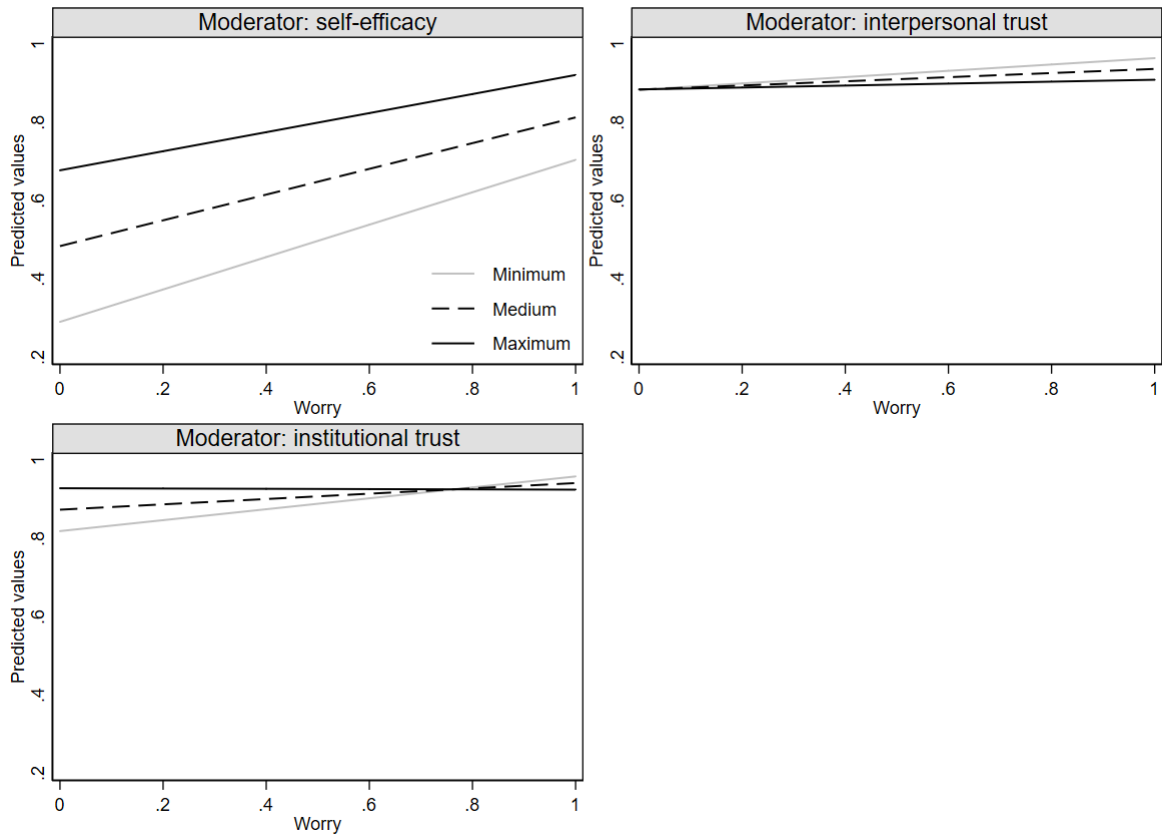 Moderator: self-efficacy
Predicted values
1
.8
.6
.4
.2
Minimum
Medium
Maximum
0 .2 .4 .6 .8 1
Worry
Moderator: interpersonal trust
Predicted values
1
.8
.6
.4
.2
0 .2 .4 .6 .8 1
Worry
Moderator: institutional trust
Predicted values
1
.8
.6
.4
.2
0 .2 .4 .6 .8 1
Worry